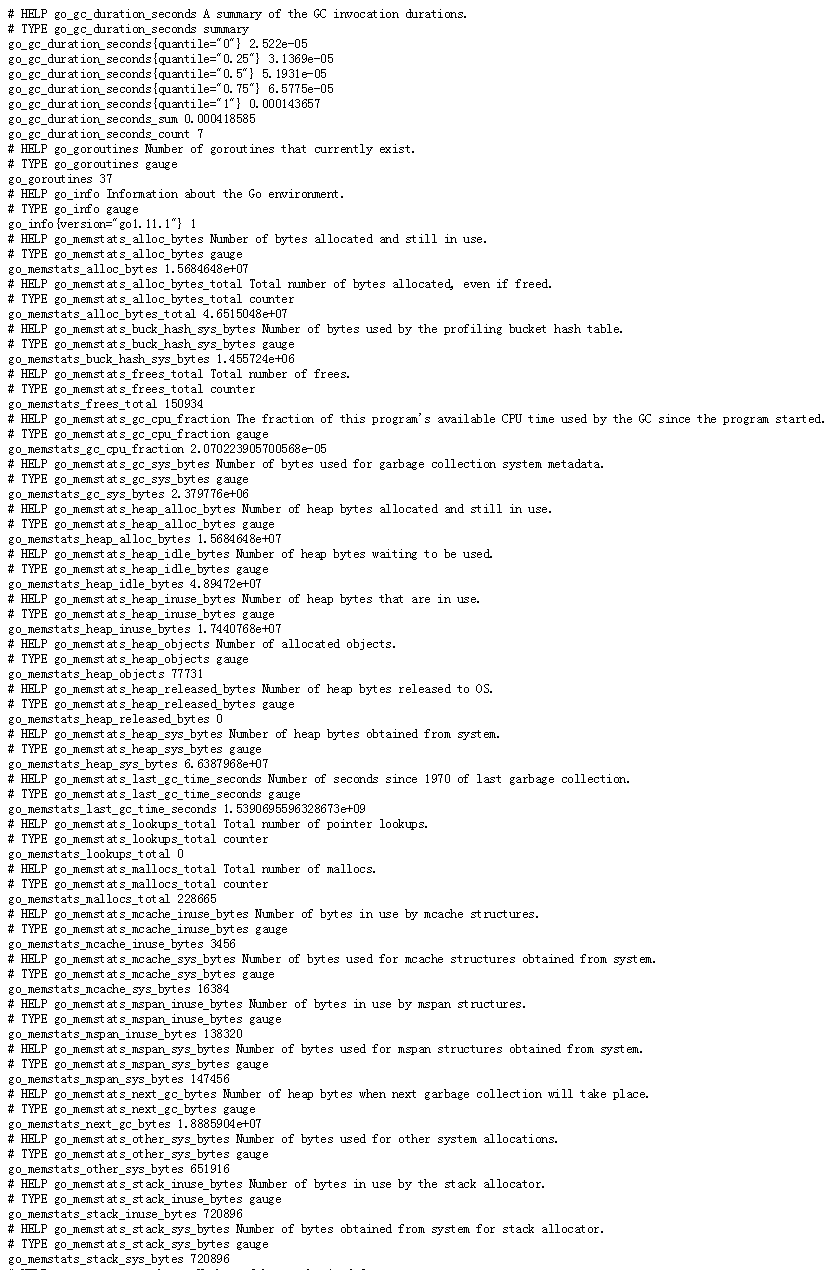 # HELP go_gc_duration_seconds A summary of the GC invocation durations.
# TYPE go_gc_duration_seconds summary
go_gc_duration_seconds{quantile="0"} 2.522e-05
go_gc_duration_seconds{quantile="0.25"} 3.1369e-05
go_gc_duration_seconds{quantile="0.5"} 5.1931e-05
go_gc_duration_seconds{quantile="0.75"} 6.5775e-05
go_gc_duration_seconds{quantile="1"} 0.000143657
go_gc_duration_seconds_sum 0.000418585
go_gc_duration_seconds_count 7
# HELP go_goroutines Number of goroutines that currently exist.
# TYPE go_goroutines gauge
go_goroutines 37
# HELP go_info Information about the Go environment.
# TYPE go_info gauge
go_info{version="go1.11.1"} 1
# HELP go_memstats_alloc_bytes Number of bytes allocated and still in use.
# TYPE go_memstats_alloc_bytes gauge
go_memstats_alloc_bytes 1.5684648e+07
# HELP go_memstats_alloc_bytes_total Total number of bytes allocated, even if freed.
# TYPE go_memstats_alloc_bytes_total counter
go_memstats_alloc_bytes_total 4.6515048e+07
# HELP go_memstats_buck_hash_sys_bytes Number of bytes used by the profiling bucket hash table.
# TYPE go_memstats_buck_hash_sys_bytes gauge
go_memstats_buck_hash_sys_bytes 1.455724e+06
# HELP go_memstats_frees_total Total number of frees.
# TYPE go_memstats_frees_total counter
go_memstats_frees_total 150934
# HELP go_memstats_gc_cpu_fraction The fraction of this program's available CPU time used by the GC since the program started.
# TYPE go_memstats_gc_cpu_fraction gauge
go_memstats_gc_cpu_fraction 2.070223905700568e-05
# HELP go_memstats_gc_sys_bytes Number of bytes used for garbage collection system metadata.
# TYPE go_memstats_gc_sys_bytes gauge
go_memstats_gc_sys_bytes 2.379776e+06
# HELP go_memstats_heap_alloc_bytes Number of heap bytes allocated and still in use.
# TYPE go_memstats_heap_alloc_bytes gauge
go_memstats_heap_alloc_bytes 1.5684648e+07
# HELP go_memstats_heap_idle_bytes Number of heap bytes waiting to be used.
# TYPE go_memstats_heap_idle_bytes gauge
go_memstats_heap_idle_bytes 4.89472e+07
# HELP go_memstats_heap_inuse_bytes Number of heap bytes that are in use.
# TYPE go_memstats_heap_inuse_bytes gauge
go_memstats_heap_inuse_bytes 1.7440768e+07
# HELP go_memstats_heap_objects Number of allocated objects.
# TYPE go_memstats_heap_objects gauge
go_memstats_heap_objects 77731
# HELP go_memstats_heap_released_bytes Number of heap bytes released to OS.
# TYPE go_memstats_heap_released_bytes gauge
go_memstats_heap_released_bytes 0
# HELP go_memstats_heap_sys_bytes Number of heap bytes obtained from system.
# TYPE go_memstats_heap_sys_bytes gauge
go_memstats_heap_sys_bytes 6.6387968e+07
# HELP go_memstats_last_gc_time_seconds Number of seconds since 1970 of last garbage collection.
# TYPE go_memstats_last_gc_time_seconds gauge
go_memstats_last_gc_time_seconds 1.5390695596328673e+09
# HELP go_memstats_lookups_total Total number of pointer lookups.
# TYPE go_memstats_lookups_total counter
go_memstats_lookups_total 0
# HELP go_memstats_mallocs_total Total number of mallocs.
# TYPE go_memstats_mallocs_total counter
go_memstats_mallocs_total 228665
# HELP go_memstats_mcache_inuse_bytes Number of bytes in use by mcache structures.
# TYPE go_memstats_mcache_inuse_bytes gauge
go_memstats_mcache_inuse_bytes 3456
# HELP go_memstats_mcache_sys_bytes Number of bytes used for mcache structures obtained from system.
# TYPE go_memstats_mcache_sys_bytes gauge
go_memstats_mcache_sys_bytes 16384
# HELP go_memstats_mspan_inuse_bytes Number of bytes in use by mspan structures.
# TYPE go_memstats_mspan_inuse_bytes gauge
go_memstats_mspan_inuse_bytes 138320
# HELP go_memstats_mspan_sys_bytes Number of bytes used for mspan structures obtained from system.
# TYPE go_memstats_mspan_sys_bytes gauge
go_memstats_mspan_sys_bytes 147456
# HELP go_memstats_next_gc_bytes Number of heap bytes when next garbage collection will take place.
# TYPE go_memstats_next_gc_bytes gauge
go_memstats_next_gc_bytes 1.8885904e+07
# HELP go_memstats_other_sys_bytes Number of bytes used for other system allocations.
# TYPE go_memstats_other_sys_bytes gauge
go_memstats_other_sys_bytes 651916
# HELP go_memstats_stack_inuse_bytes Number of bytes in use by the stack allocator.
# TYPE go_memstats_stack_inuse_bytes gauge
go_memstats_stack_inuse_bytes 720896
# HELP go_memstats_stack_sys_bytes Number of bytes obtained from system for stack allocator.
# TYPE go_memstats_stack_sys_bytes gauge
go_memstats_stack_sys_bytes 720896